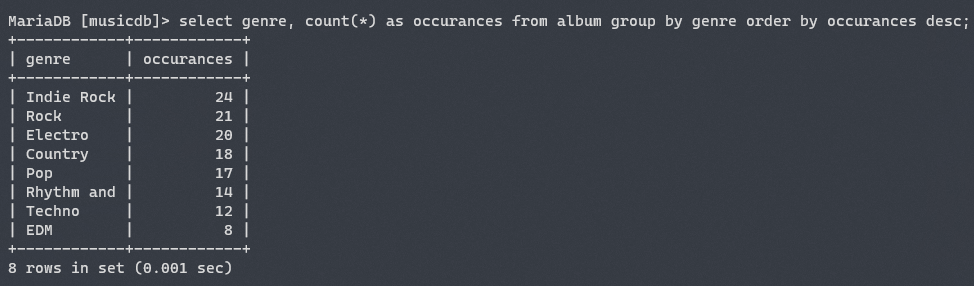 MariaDB [musicdb]> select genre, count(*) as occurances from album group by genre order by occurances desc;
+------------+------------+
| genre      | occurances |
+------------+------------+
| Indie Rock |         24 |
| Rock       |         21 |
| Electro    |         20 |
| Country    |         18 |
| Pop        |         17 |
| Rhythm and |         14 |
| Techno     |         12 |
| EDM        |          8 |
+------------+------------+
8 rows in set (0.001 sec)